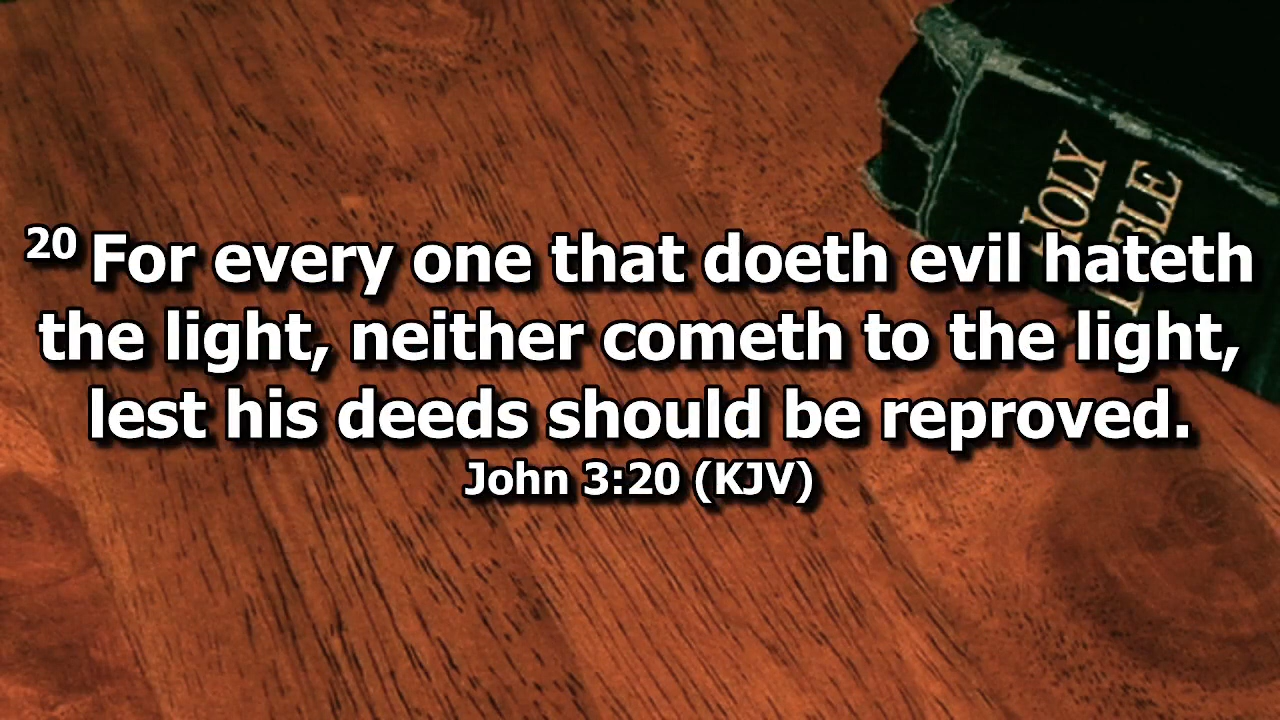 HOLY
BIBLE
20 For every one that doeth evil hateth
the light, neither cometh to the light,
lest his deeds should be reproved.
John 3:20 (KJV)